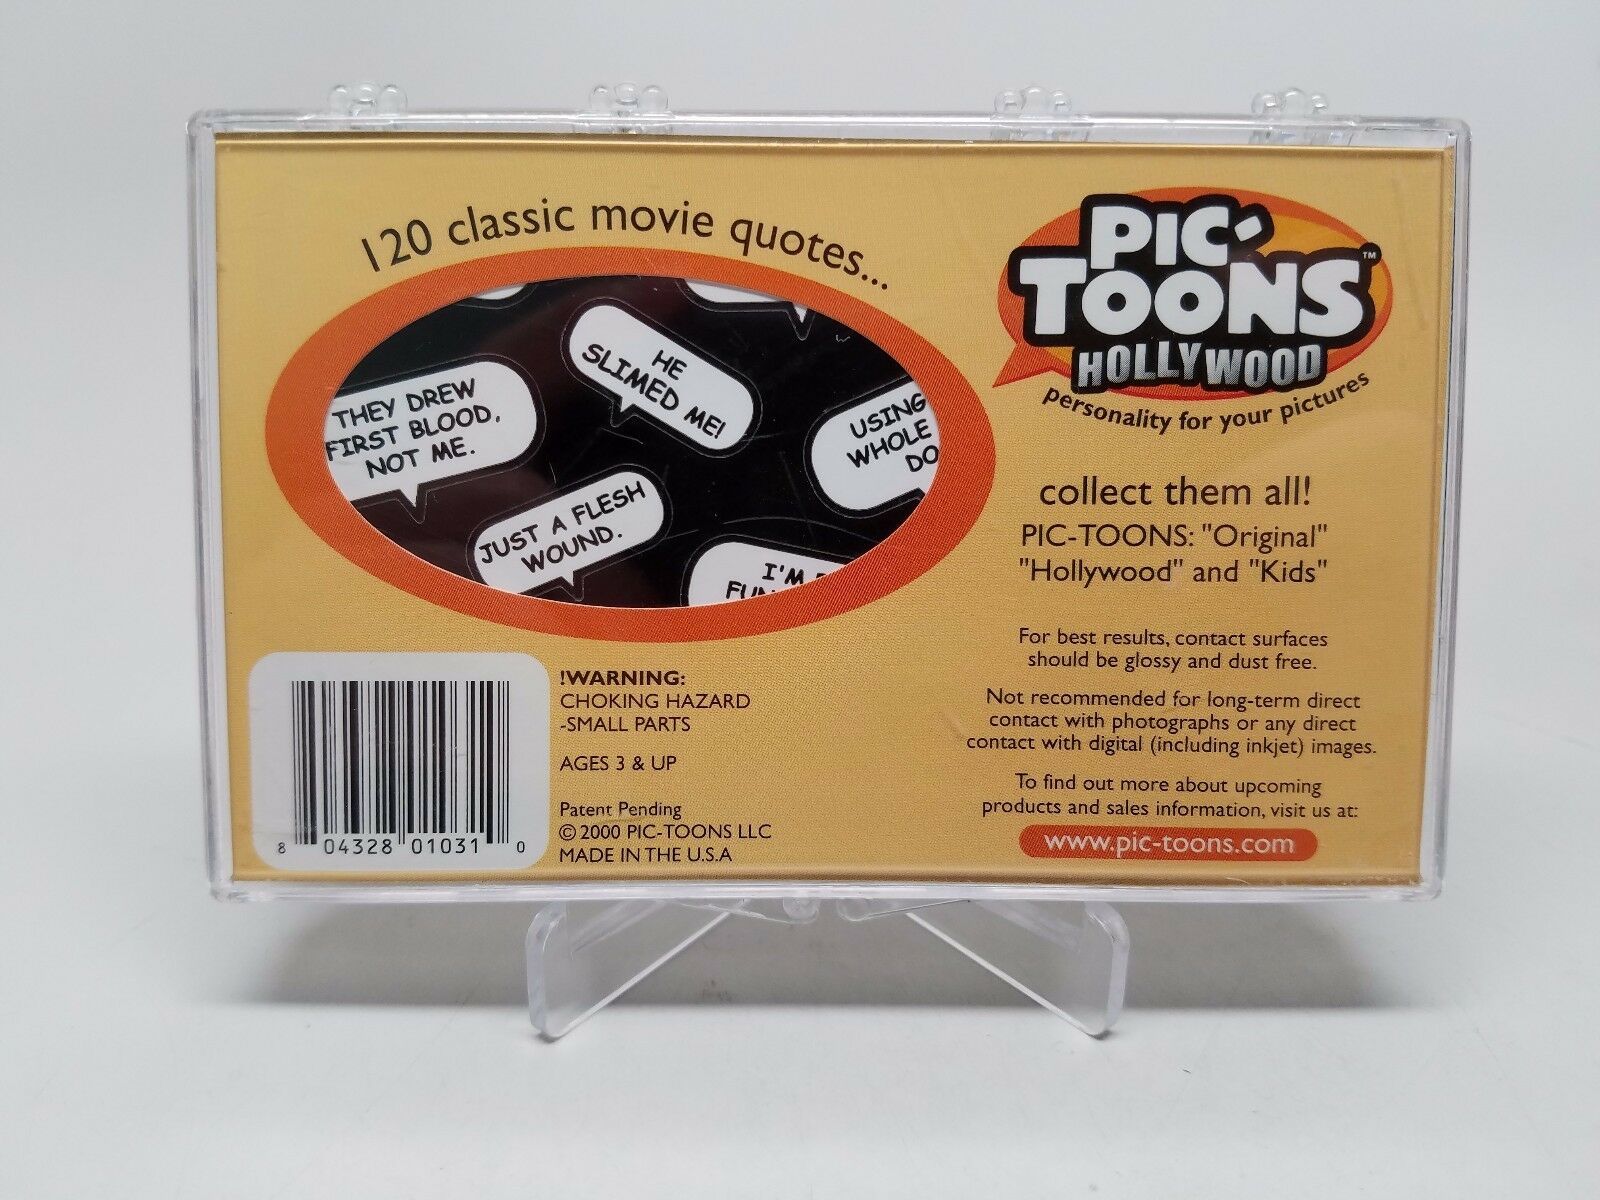 120 classic movie quotes...
THEY DREW
FIRST BLOOD,
NOT ME.
HE
SLIMED ME!
USING
WHOLE
DO
JUST A FLESH
WOUND.
I'M
PIC-
TOONS™
HOLLYWOOD
personality for your pictures
collect them all!
PIC-TOONS: "Original"
"Hollywood" and "Kids"
For best results, contact surfaces
should be glossy and dust free.
Not recommended for long-term direct
contact with photographs or any direct
contact with digital (including inkjet) images.
To find out more about upcoming
products and sales information, visit us at:
www.pic-toons.com
!WARNING:
CHOKING HAZARD
-SMALL PARTS
AGES 3 & UP
Patent Pending
© 2000 PIC-TOONS LLC
MADE IN THE U.S.A
8 04328 01031 0